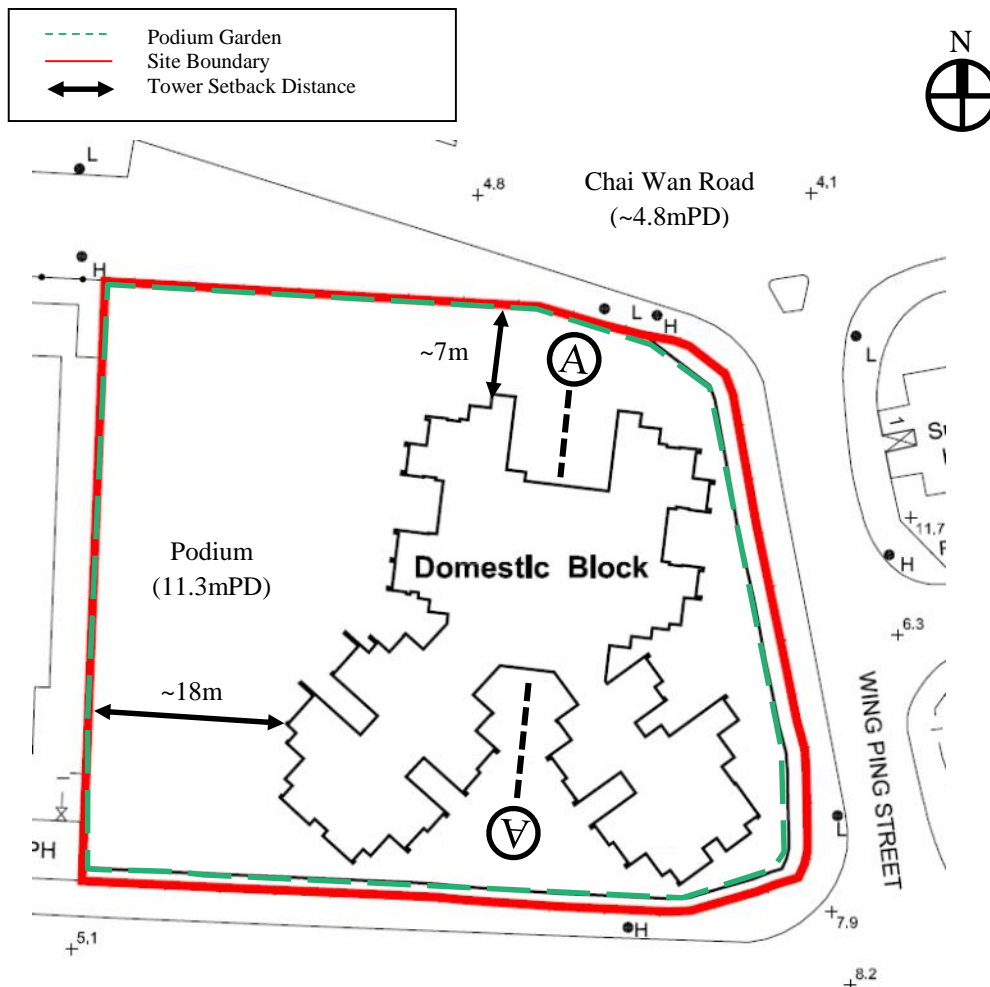 Podium Garden
Site Boundary
Tower Setback Distance
N
L
4.8
Chai Wan Road
(~4.8mPD)
4.1
H
L
H
L
~7m
A
1
11.7
H
Podium
(11.3mPD)
Domestic Block
6.3
~18m
WING PING STREET
A
L
PH
H
7.9
5.1
8.2